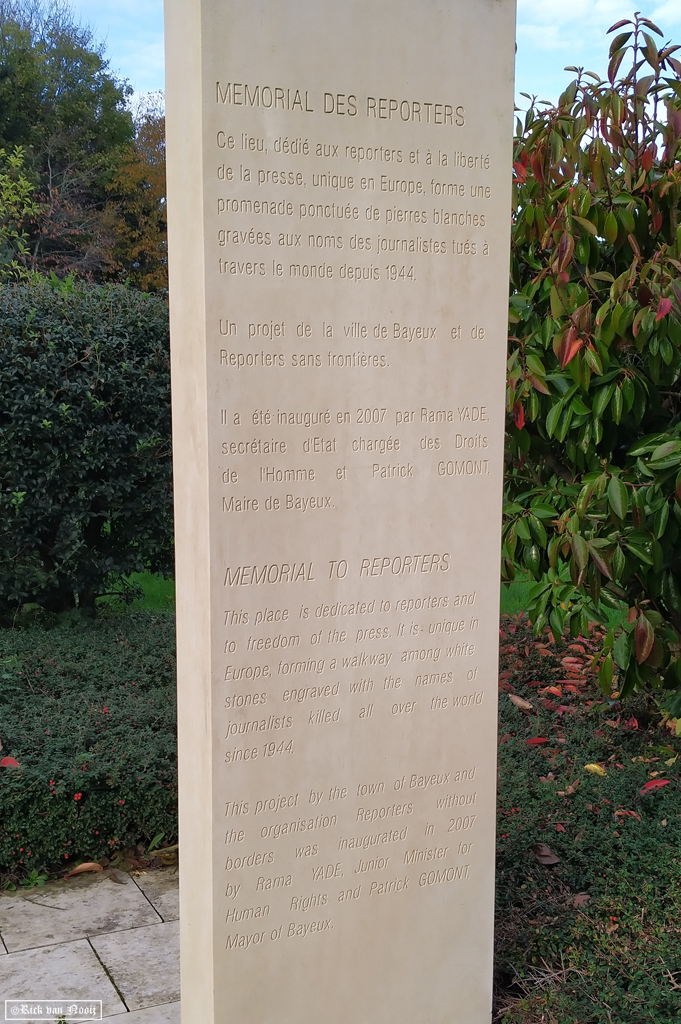 MEMORIAL DES REPORTERS
Ce lieu, dédié aux reporters et à la liberté
de la presse, unique en Europe, forme une
promenade ponctuée de pierres blanches
gravées aux noms des journalistes tués à
travers le monde depuis 1944.
Un projet de la ville de Bayeux et de
Reporters sans frontières.
Il a été inauguré en 2007 par Rama YADE,
secrétaire d'Etat chargée des Droits
de l'Homme et Patrick GOMONT,
Maire de Bayeux.
MEMORIAL TO REPORTERS
This place is dedicated to reporters and
to freedom of the press. It is unique in
Europe, forming a walkway among white
stones engraved with the names of
journalists killed all over the world
since 1944.
This project by the town of Bayeux and
the organisation Reporters without
borders was inaugurated in 2007
by Rama YADE, Junior Minister for
Human Rights and Patrick GOMONT
Mayor of Bayeux.
©Rick van Nooij